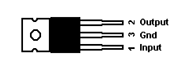 2 Output
3 Gnd
1 Input